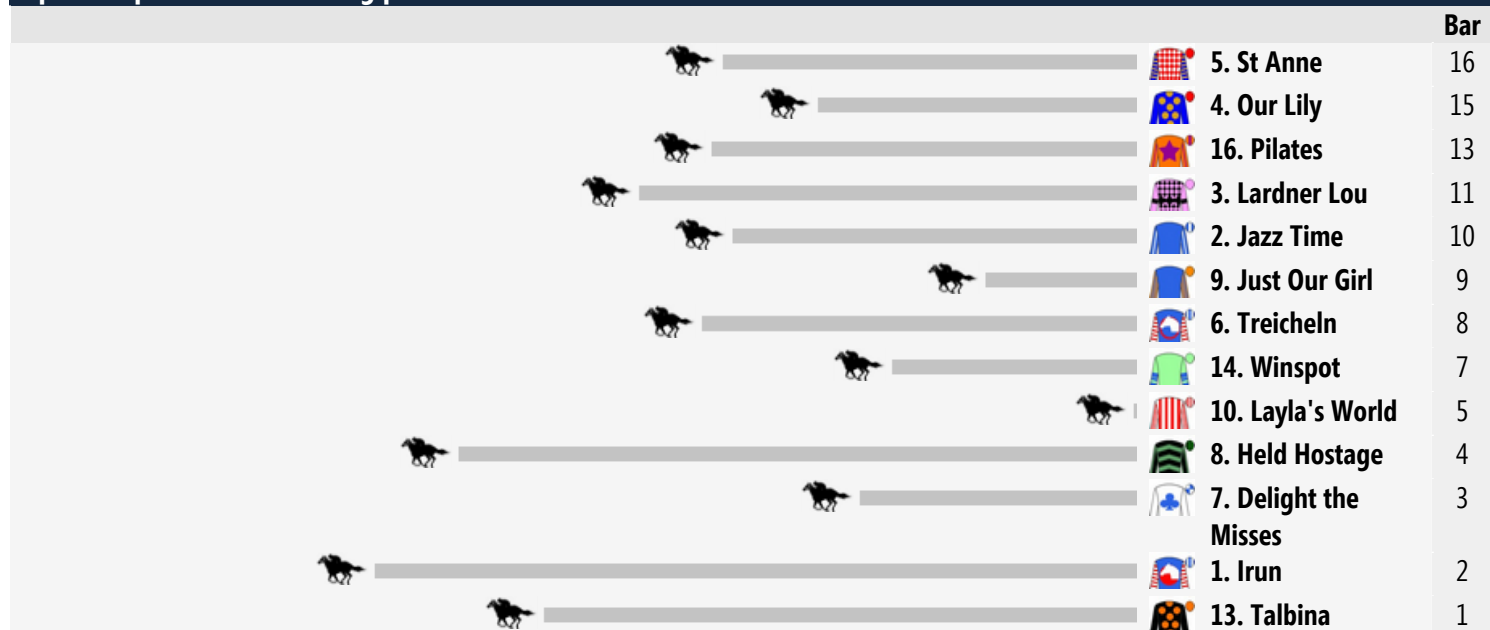 Bar
5. St Anne 16
4. Our Lily 15
16. Pilates 13
3. Lardner Lou 11
2. Jazz Time 10
9. Just Our Girl 9
6. Treicheln 8
14. Winspot 7
10. Layla's World 5
8. Held Hostage 4
7. Delight the 3
Misses
1. Irun 2
13. Talbina 1